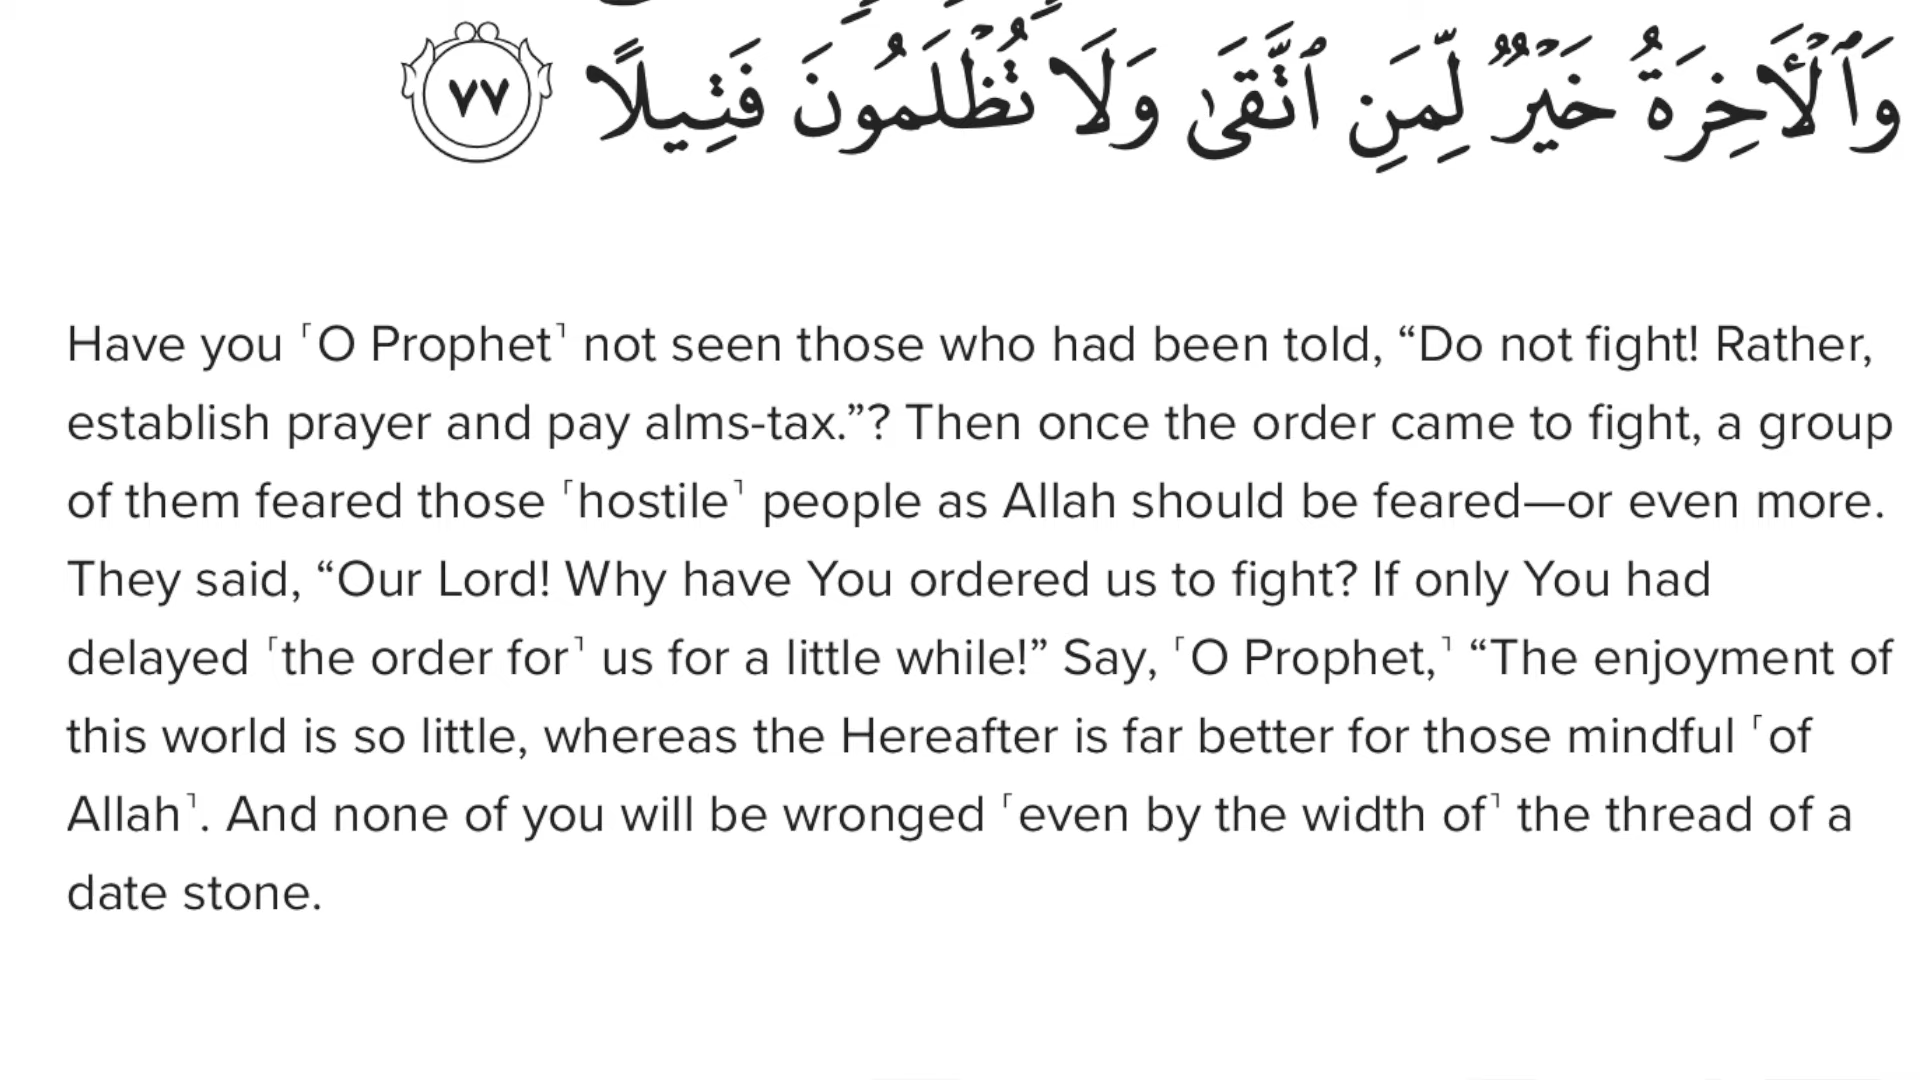 وَٱلْـَٔاخِرَةُ خَيْرٌ لِّمَنِ ٱتَّقَىٰ وَلَا تُظْلَمُونَ فَتِيلًا ٧٧
Have you ˹O Prophet˺ not seen those who had been told, “Do not fight! Rather,
establish prayer and pay alms-tax.”? Then once the order came to fight, a group
of them feared those ˹hostile˺ people as Allah should be feared—or even more.
They said, “Our Lord! Why have You ordered us to fight? If only You had
delayed ˹the order for˺ us for a little while!” Say, ˹O Prophet,˺ “The enjoyment of
this world is so little, whereas the Hereafter is far better for those mindful ˹of
Allah˺. And none of you will be wronged ˹even by the width of˺ the thread of a
date stone.